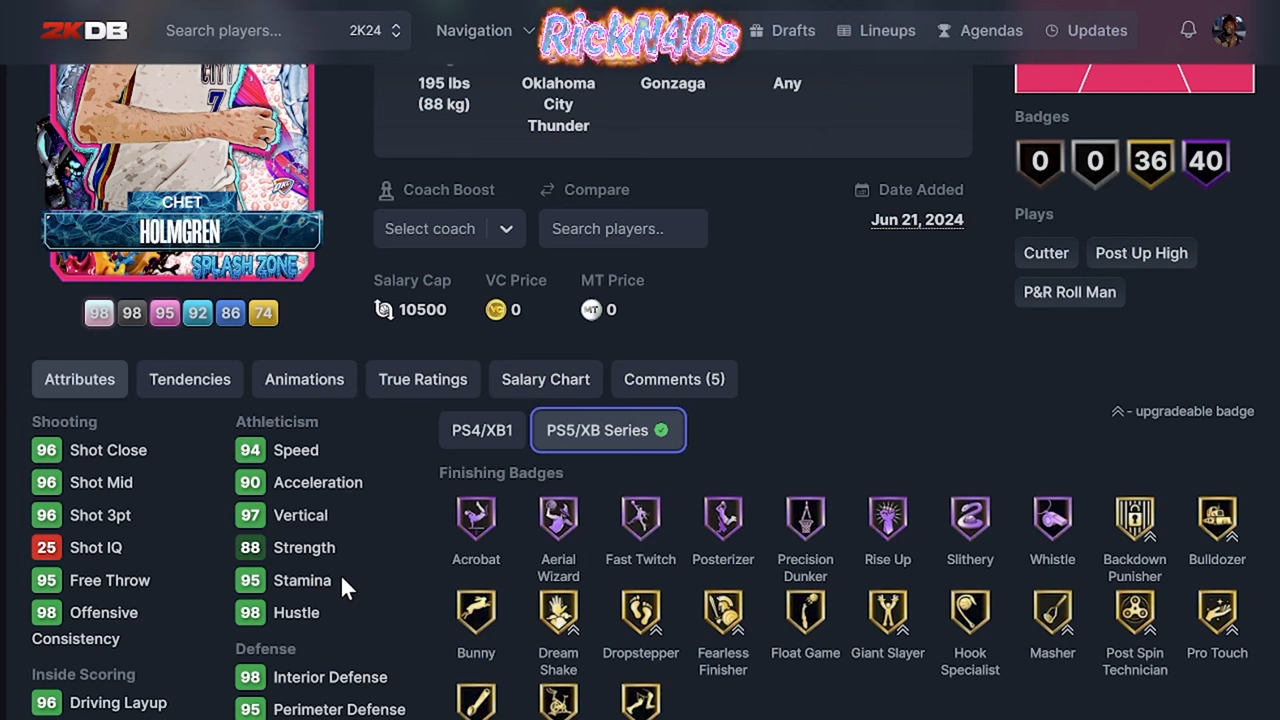 2KDB
Search players...
2K24
Navigation
RickN40s
Drafts
Lineups
Agendas
Updates
CITY
7
CHET
HOLMGREN
SPLASH ZONE
98 98 95 92 86 74
195 lbs
(88 kg)
Oklahoma
City
Thunder
Gonzaga
Any
Coach Boost
Compare
Date Added
Select coach
Search players..
Jun 21, 2024
Salary Cap
VC Price
MT Price
10500
VC 0
MT 0
Badges
0 0 36 40
Plays
Cutter
Post Up High
P&R Roll Man
Attributes
Tendencies
Animations
True Ratings
Salary Chart
Comments (5)
- upgradeable badge
Shooting
96 Shot Close
96 Shot Mid
96 Shot 3pt
25 Shot IQ
95 Free Throw
98 Offensive
Consistency
Inside Scoring
96 Driving Layup
Athleticism
94 Speed
90 Acceleration
97 Vertical
88 Strength
95 Stamina
98 Hustle
Defense
98 Interior Defense
95 Perimeter Defense
PS4/XB1
PS5/XB Series
Finishing Badges
Acrobat
Aerial
Wizard
Fast Twitch
Posterizer
Precision
Dunker
Rise Up
Slithery
Whistle
Backdown
Punisher
Bulldozer
Bunny
Dream
Shake
Dropstepper
Fearless
Finisher
Float Game
Giant Slayer
Hook
Specialist
Masher
Post Spin
Technician
Pro Touch